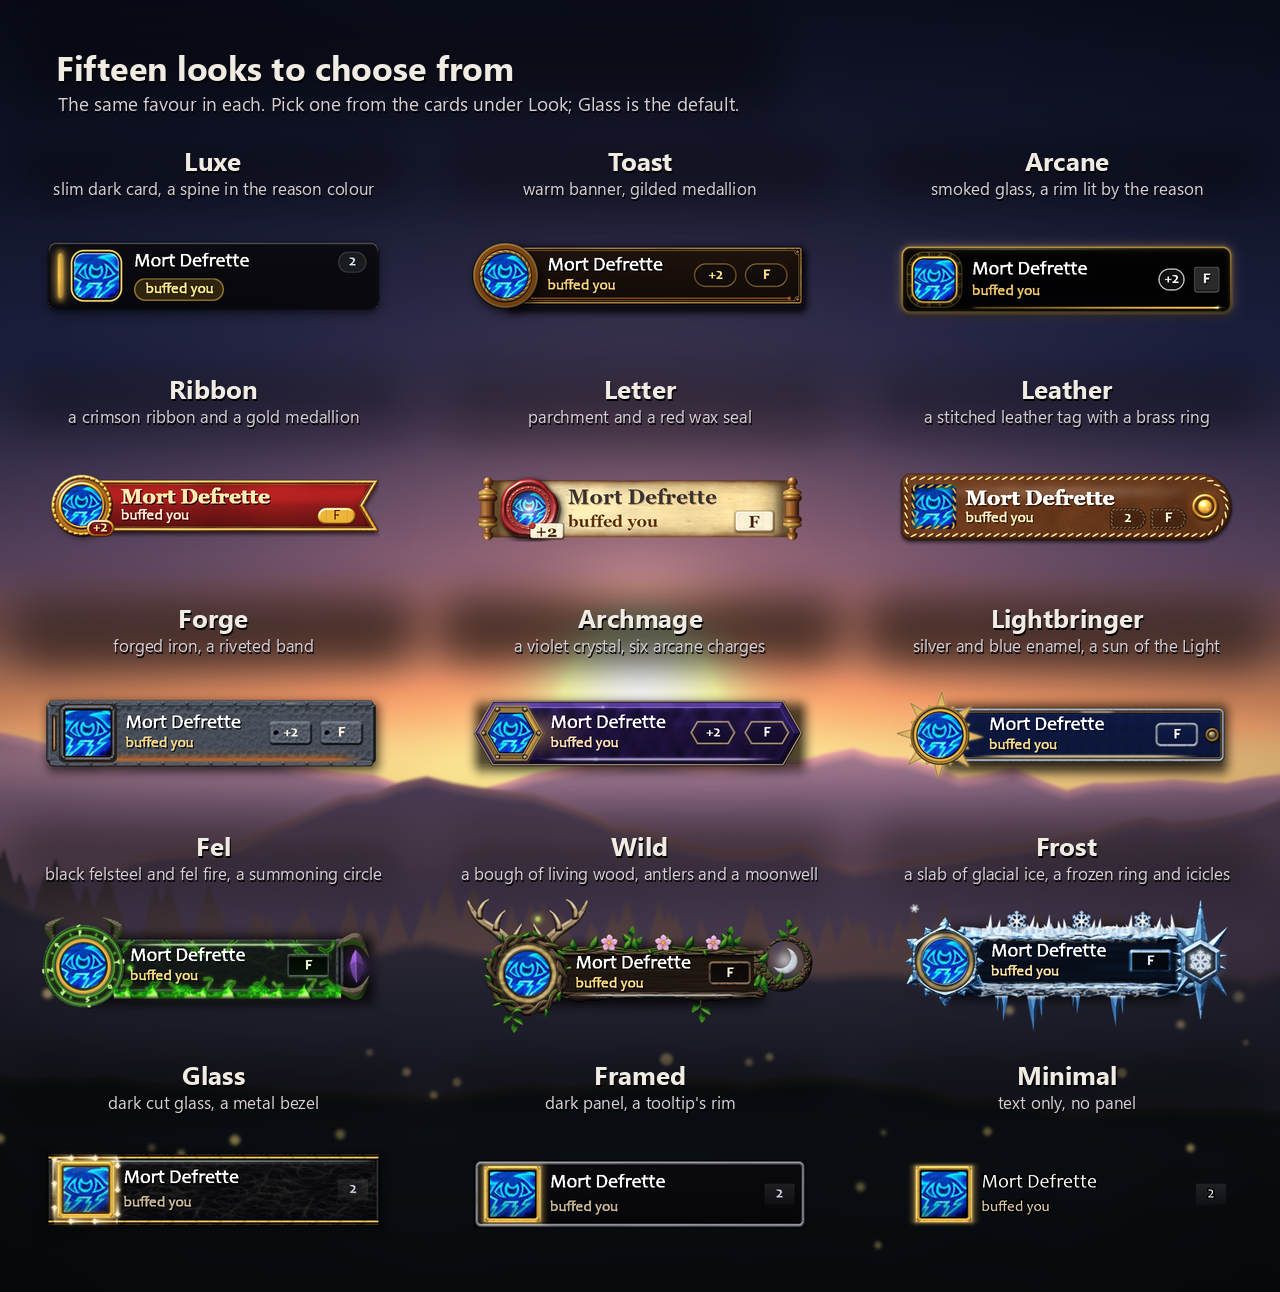 Fifteen looks to choose from
The same favour in each. Pick one from the cards under Look; Glass is the default.
Luxe
slim dark card, a spine in the reason colour
Mort Defrette
2
buffed you
Toast
warm banner, gilded medallion
Mort Defrette
buffed you
+2
F
Arcane
smoked glass, a rim lit by the reason
Mort Defrette
buffed you
+2
F
Ribbon
a crimson ribbon and a gold medallion
Mort Defrette
buffed you
F
+2
Letter
parchment and a red wax seal
Mort Defrette
buffed you
F
+2
Leather
a stitched leather tag with a brass ring
Mort Defrette
buffed you
2
F
Forge
forged iron, a riveted band
Mort Defrette
buffed you
+2
F
Archmage
a violet crystal, six arcane charges
Mort Defrette
buffed you
+2
F
Lightbringer
silver and blue enamel, a sun of the Light
Mort Defrette
buffed you
F
Fel
black felsteel and fel fire, a summoning circle
Mort Defrette
buffed you
F
Wild
a bough of living wood, antlers and a moonwell
Mort Defrette
buffed you
F
Frost
a slab of glacial ice, a frozen ring and icicles
Mort Defrette
buffed you
F
Glass
dark cut glass, a metal bezel
Mort Defrette
buffed you
2
Framed
dark panel, a tooltip's rim
Mort Defrette
buffed you
2
Minimal
text only, no panel
Mort Defrette
buffed you
2